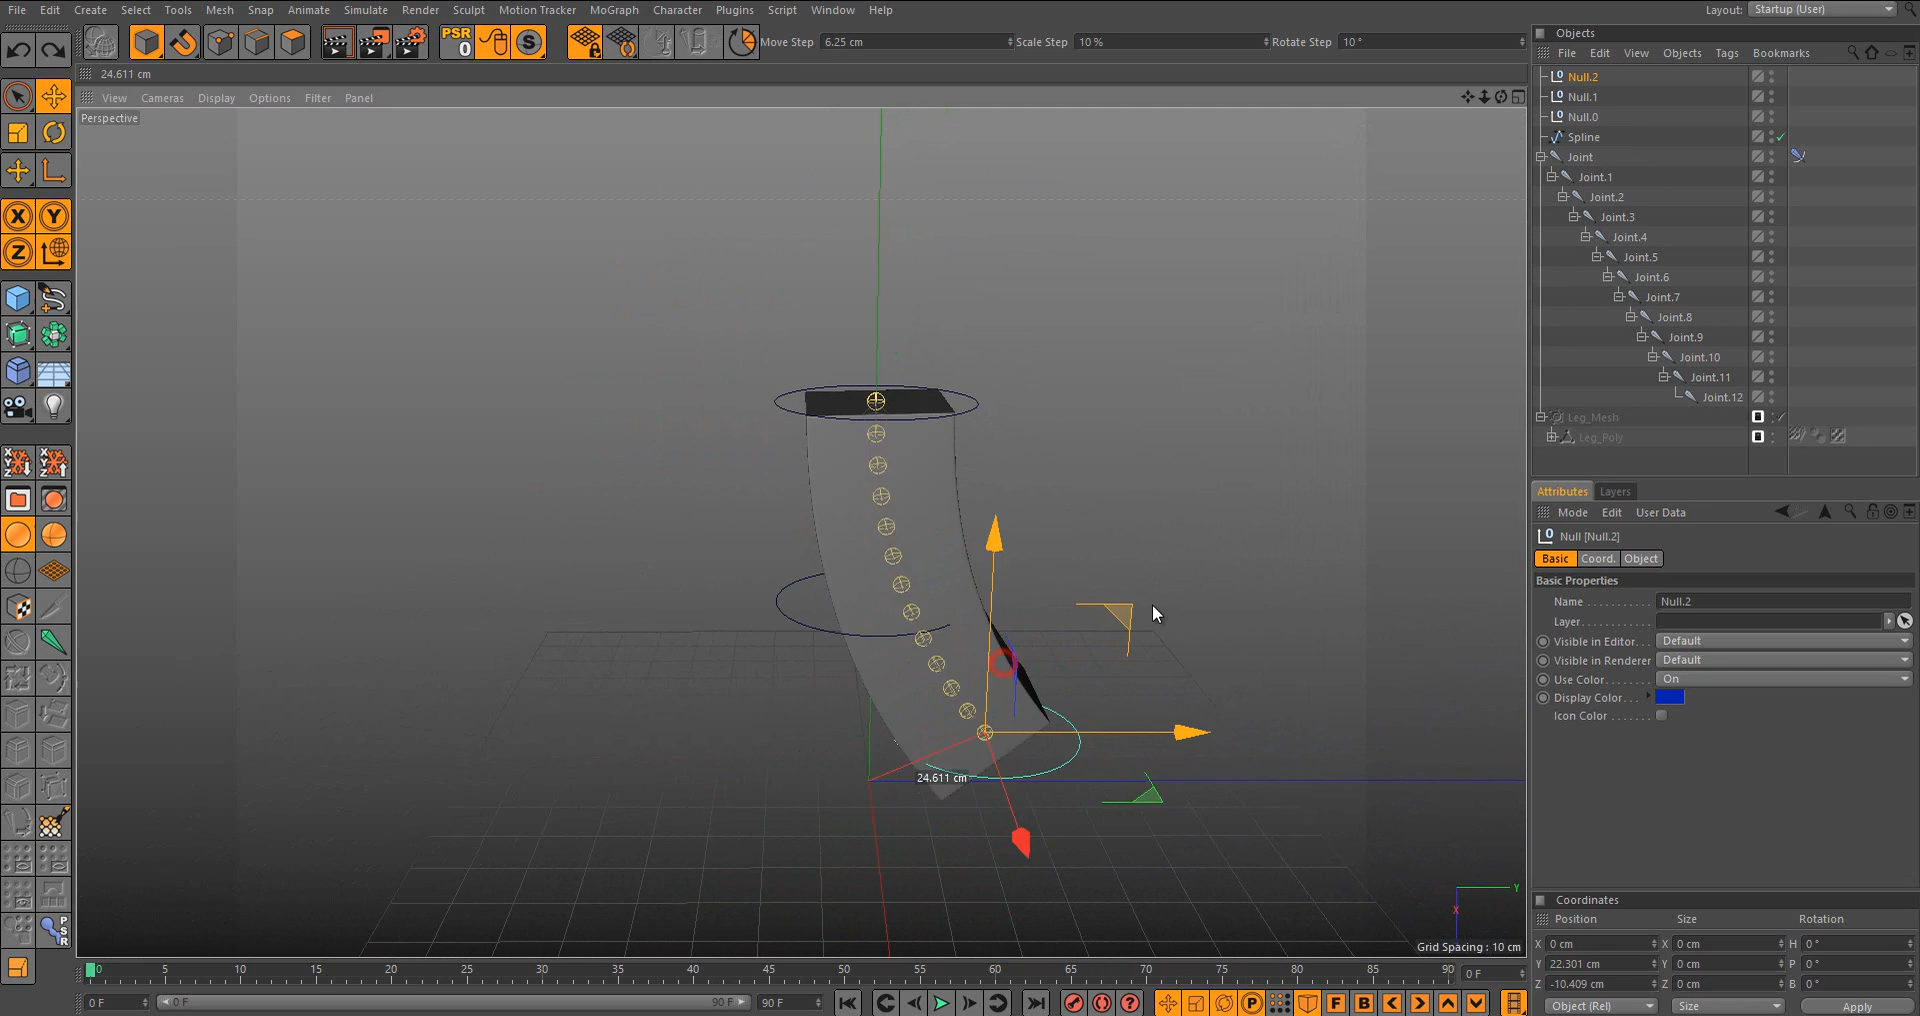 File Edit Create Select Tools Mesh Snap Animate Simulate Render Sculpt Motion Tracker MoGraph Character Plugins Script Window Help
Layout: Startup (User)
PSR 0
Move Step 6.25 cm Scale Step 10 % Rotate Step 10 °
24.611 cm
View Cameras Display Options Filter Panel
Perspective
24.611 cm
Grid Spacing : 10 cm
Y
X
X Y
Z
X Y Z
X Y Z
P S R
0 5 10 15 20 25 30 35 40 45 50 55 60 65 70 75 80 85 90
0 F
0 F 0 F 90 F 90 F
P F B
Objects
File Edit View Objects Tags Bookmarks
Null.2
Null.1
Null.0
Spline
Joint
Joint.1
Joint.2
Joint.3
Joint.4
Joint.5
Joint.6
Joint.7
Joint.8
Joint.9
Joint.10
Joint.11
Joint.12
Leg_Mesh
Leg_Poly
Attributes Layers
Mode Edit User Data
Null [Null.2]
Basic Coord. Object
Basic Properties
Name Null.2
Layer
Visible in Editor Default
Visible in Renderer Default
Use Color On
Display Color
Icon Color
Coordinates
Position Size Rotation
X 0 cm X 0 cm H 0 °
Y 22.301 cm Y 0 cm P 0 °
Z -10.409 cm Z 0 cm B 0 °
Object (Rel) Size Apply